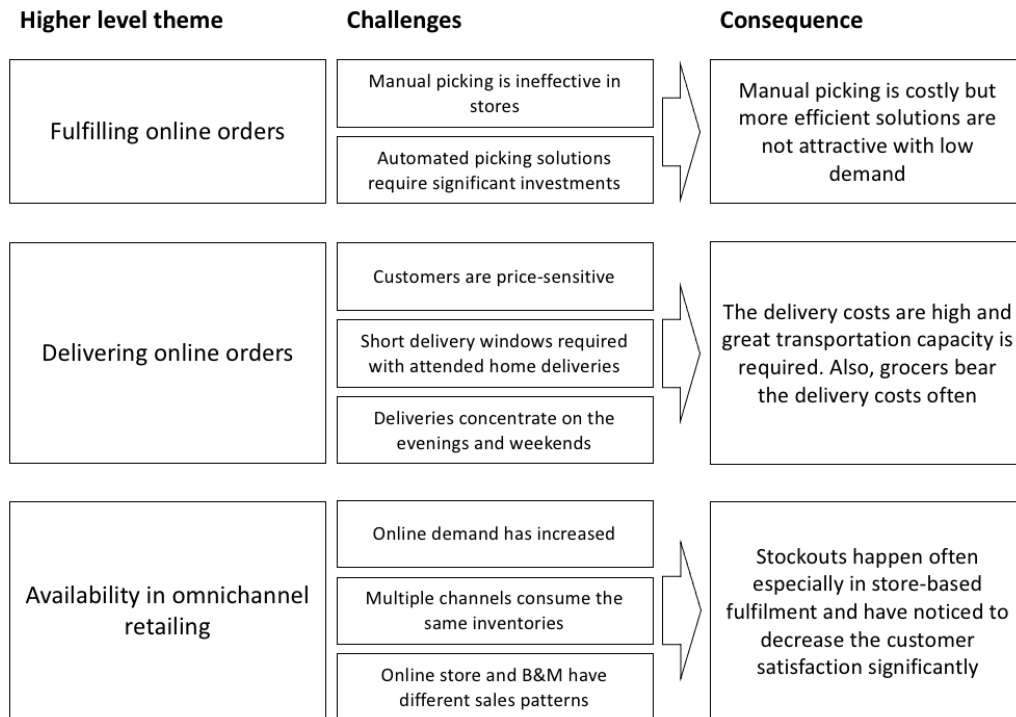 Higher level theme
Challenges
Consequence
Fulfilling online orders
Manual picking is ineffective in
stores
Automated picking solutions
require significant investments
Manual picking is costly but
more efficient solutions are
not attractive with low
demand
Delivering online orders
Customers are price-sensitive
Short delivery windows required
with attended home deliveries
Deliveries concentrate on the
evenings and weekends
The delivery costs are high and
great transportation capacity is
required. Also, grocers bear
the delivery costs often
Availability in omnichannel
retailing
Online demand has increased
Multiple channels consume the
same inventories
Online store and B&M have
different sales patterns
Stockouts happen often
especially in store-based
fulfilment and have noticed to
decrease the customer
satisfaction significantly